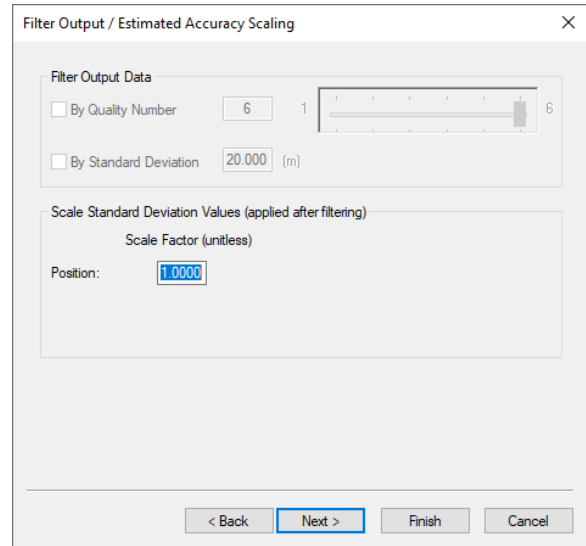 Filter Output / Estimated Accuracy Scaling
Filter Output Data
By Quality Number 6 1 6
By Standard Deviation 20.000 (m)
Scale Standard Deviation Values (applied after filtering)
Scale Factor (unitless)
Position: 1.0000
< Back Next > Finish Cancel